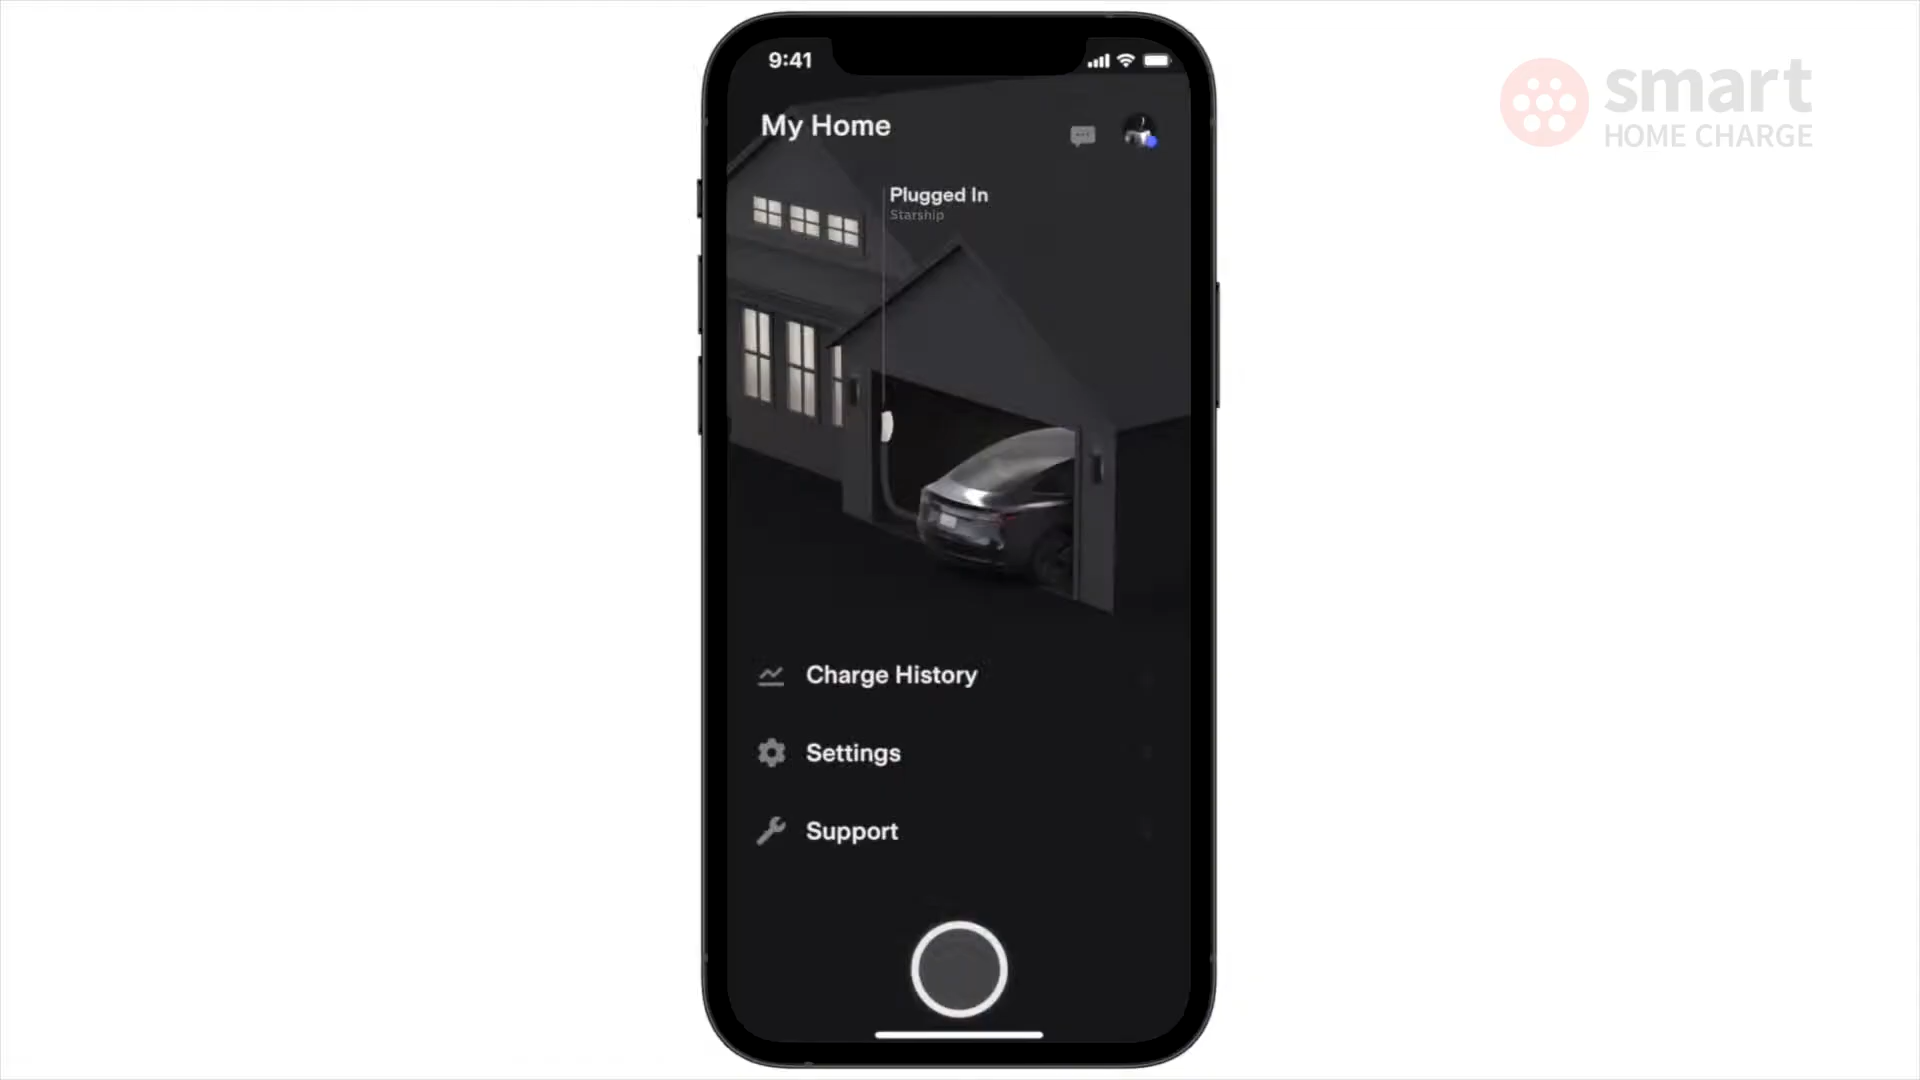 9:41
smart
HOME CHARGE
My Home
Plugged In
Starship
Charge History
Settings
Support